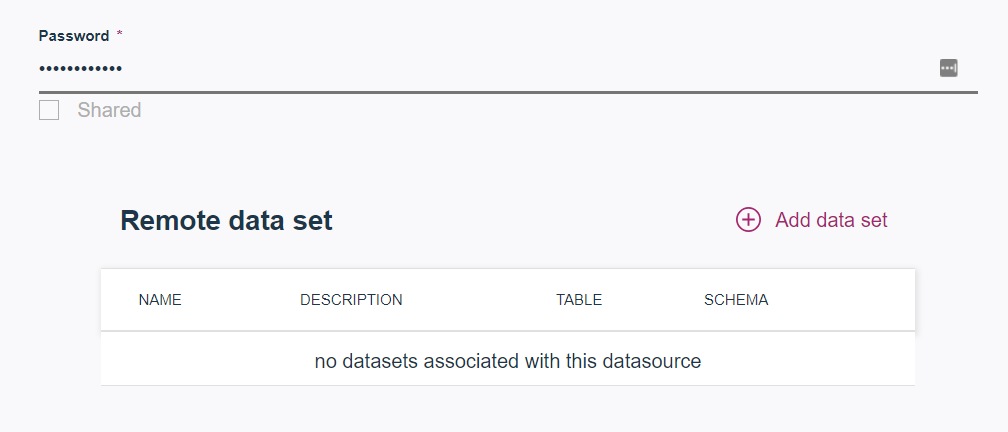 Password *
••••••••••••
Shared
Remote data set
Add data set
NAME DESCRIPTION TABLE SCHEMA
no datasets associated with this datasource